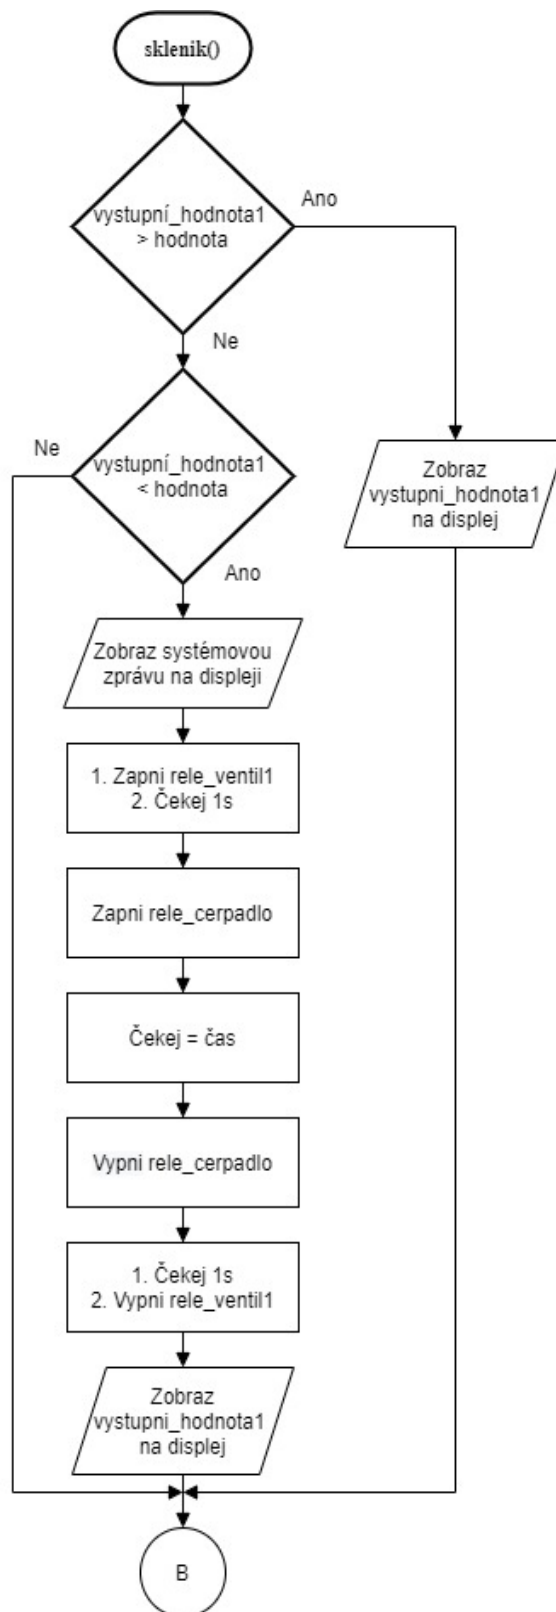 sklenik()
vystupní_hodnota1
> hodnota
Ano
Ne
vystupní_hodnota1
< hodnota
Ne
Ano
Zobraz
vystupni_hodnota1
na displej
Zobraz systémovou
zprávu na displeji
1. Zapni rele_ventil1
2. Čekej 1s
Zapni rele_cerpadlo
Čekej = čas
Vypni rele_cerpadlo
1. Čekej 1s
2. Vypni rele_ventil1
Zobraz
vystupni_hodnota1
na displej
B